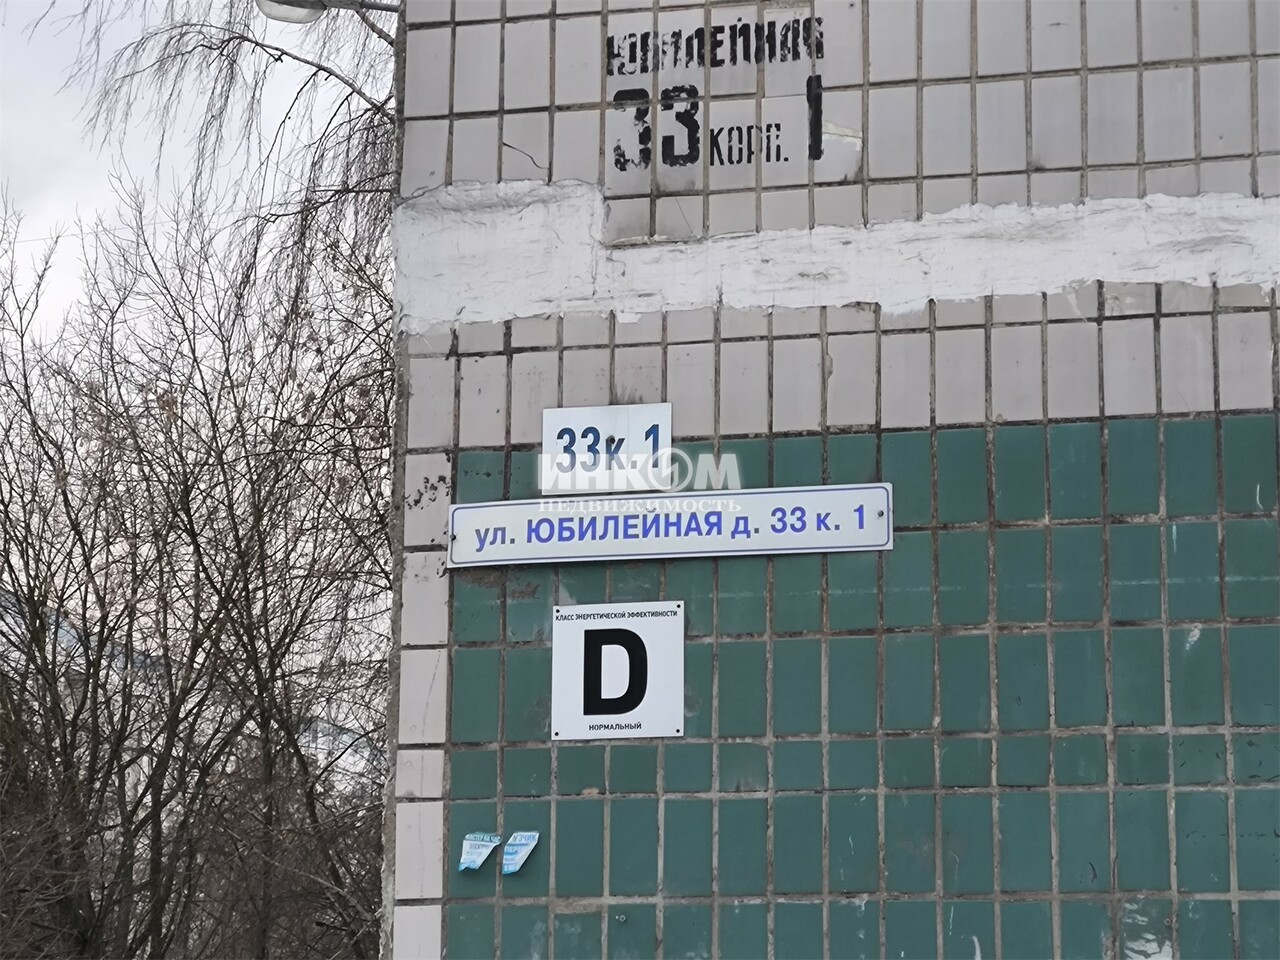 ЮБИЛЕЙНАЯ
33 КОРП. 1
33 к. 1
ИНКОМ
НЕДВИЖИМОСТЬ
ул. ЮБИЛЕЙНАЯ д. 33 к. 1
КЛАСС ЭНЕРГЕТИЧЕСКОЙ ЭФФЕКТИВНОСТИ
D
НОРМАЛЬНЫЙ